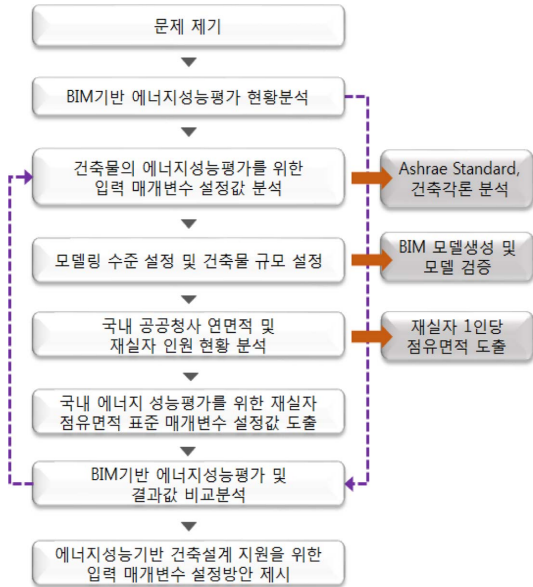 문제 제기
BIM기반 에너지성능평가 현황분석
건축물의 에너지성능평가를 위한
입력 매개변수 설정값 분석
Ashrae Standard,
건축각론 분석
모델링 수준 설정 및 건축물 규모 설정
BIM 모델생성 및
모델 검증
국내 공공청사 연면적 및
재실자 인원 현황 분석
재실자 1인당
점유면적 도출
국내 에너지 성능평가를 위한 재실자
점유면적 표준 매개변수 설정값 도출
BIM기반 에너지성능평가 및
결과값 비교분석
에너지성능기반 건축설계 지원을 위한
입력 매개변수 설정방안 제시